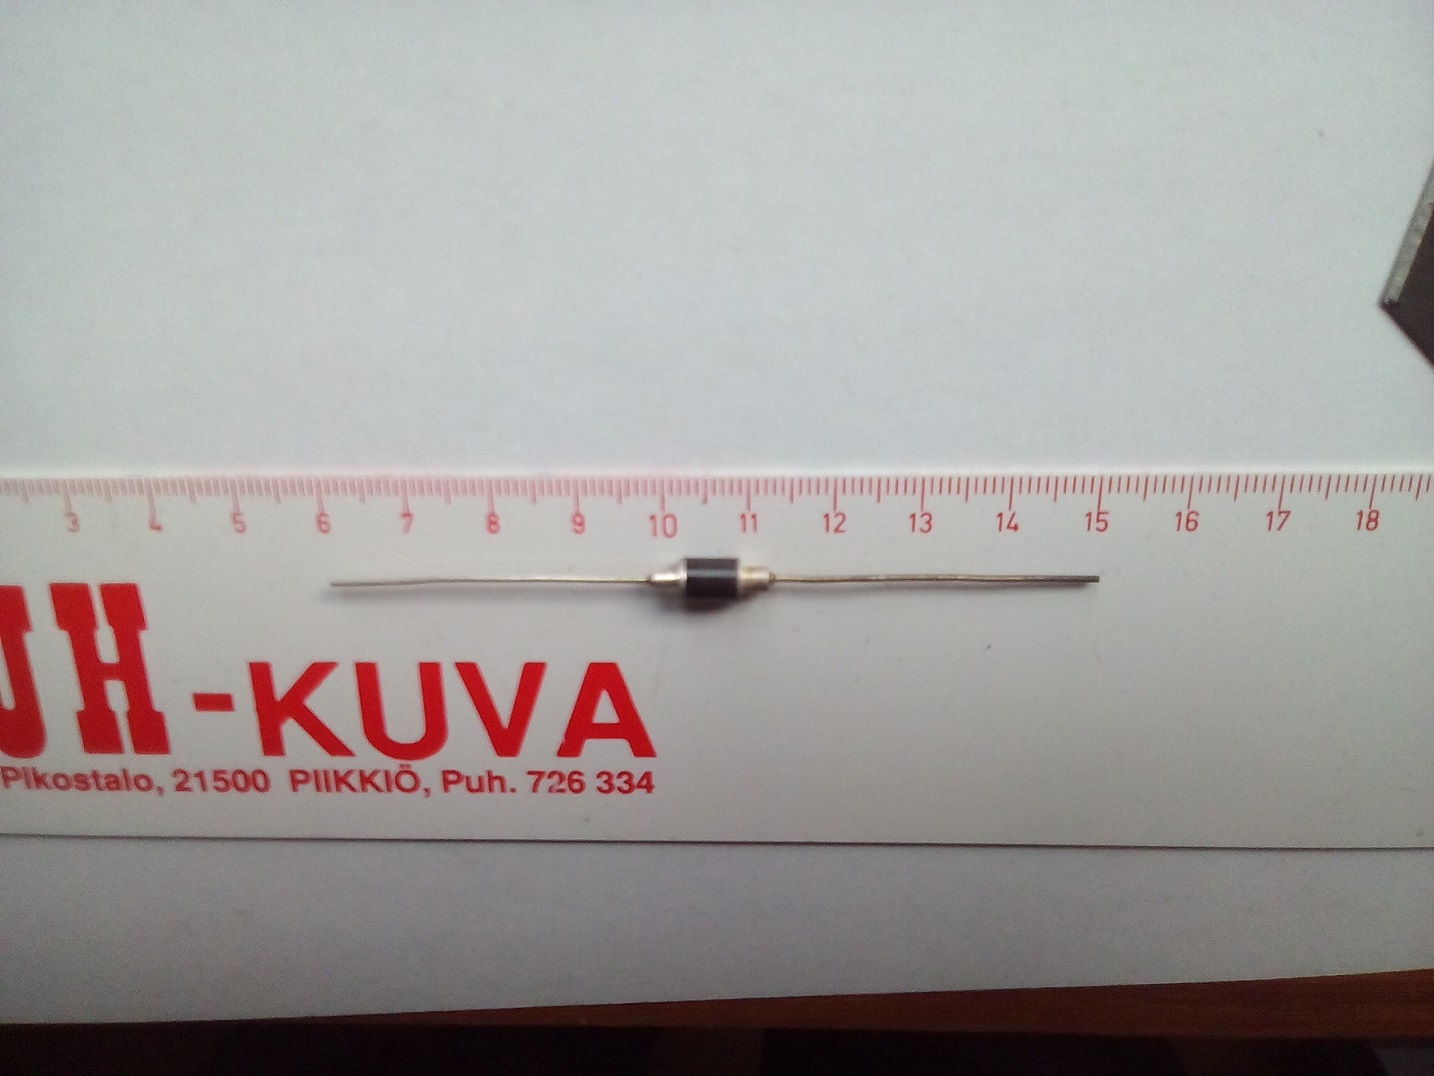 3 4 5 6 7 8 9 10 11 12 13 14 15 16 17 18
UH-KUVA
Pikostalo, 21500 PIIKKIÖ, Puh. 726 334